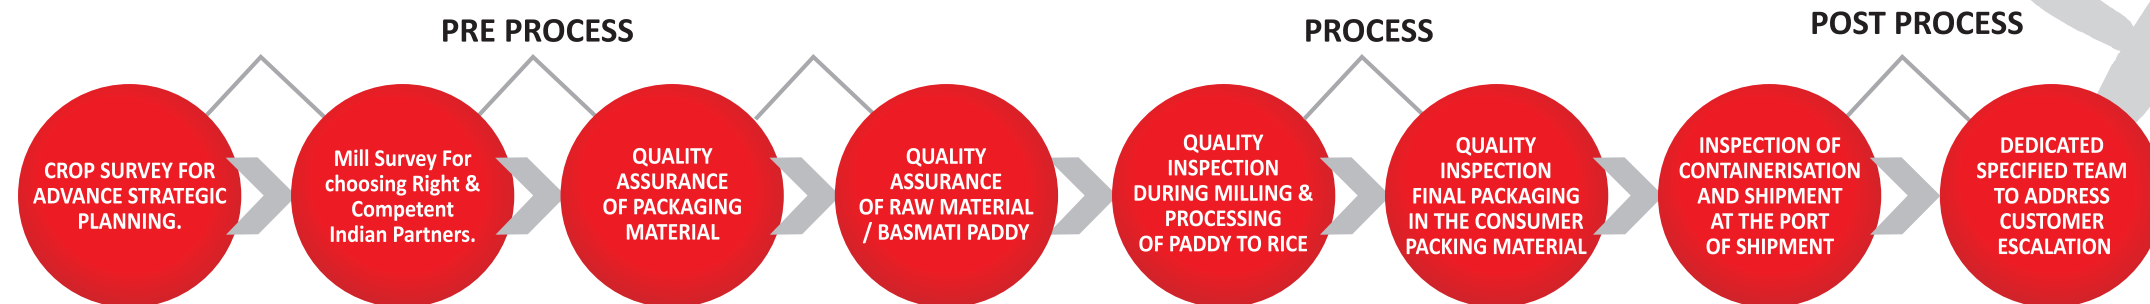 PRE PROCESS
PROCESS
POST PROCESS
CROP SURVEY FOR
ADVANCE STRATEGIC
PLANNING.
Mill Survey For
choosing Right &
Competent
Indian Partners.
QUALITY
ASSURANCE
OF PACKAGING
MATERIAL
QUALITY
ASSURANCE
OF RAW MATERIAL
/ BASMATI PADDY
QUALITY
INSPECTION
DURING MILLING &
PROCESSING
OF PADDY TO RICE
QUALITY
INSPECTION
FINAL PACKAGING
IN THE CONSUMER
PACKING MATERIAL
INSPECTION OF
CONTAINERISATION
AND SHIPMENT
AT THE PORT
OF SHIPMENT
DEDICATED
SPECIFIED TEAM
TO ADDRESS
CUSTOMER
ESCALATION